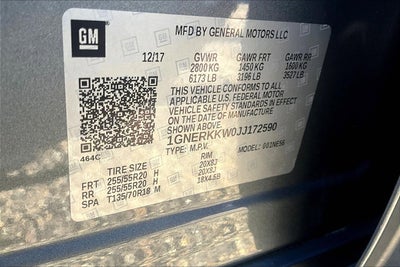 GM
MFD BY GENERAL MOTORS LLC
12/17 GVWR GAWR FRT GAWR RR
2800 KG 1450 KG 1600 KG
6173 LB 3196 LB 3527 LB
THIS VEHICLE CONFORMS TO ALL
APPLICABLE U.S. FEDERAL MOTOR
VEHICLE SAFETY STANDARDS IN EFFECT
ON THE DATE OF MANUFACTURE
SHOWN ABOVE.
1GNERKKW0JJ172590
464C
TYPE: M.P.V. MODEL:
TIRE SIZE RIM
FRT 255/55R20 H 20X8J
RR 255/55R20 H 20X8J
SPA T135/70R18 M 18X4.5B